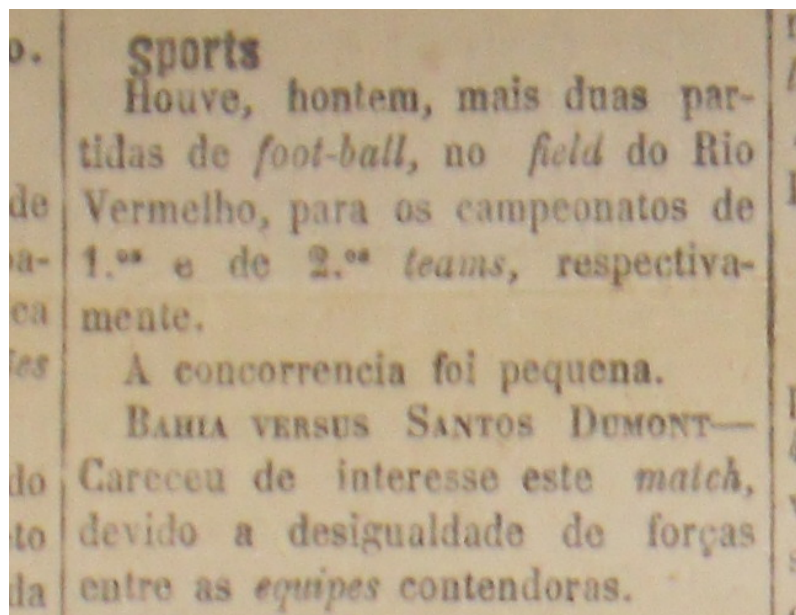 Sports
Houve, hontem, mais duas par-
tidas de foot-ball, no field do Rio
Vermelho, para os campeonatos de
1.os e de 2.os teams, respectiva-
mente.
A concorrencia foi pequena.
BAHIA VERSUS SANTOS DUMONT—
Careceu de interesse este match,
devido a desigualdade de forças
entre as equipes contendoras.